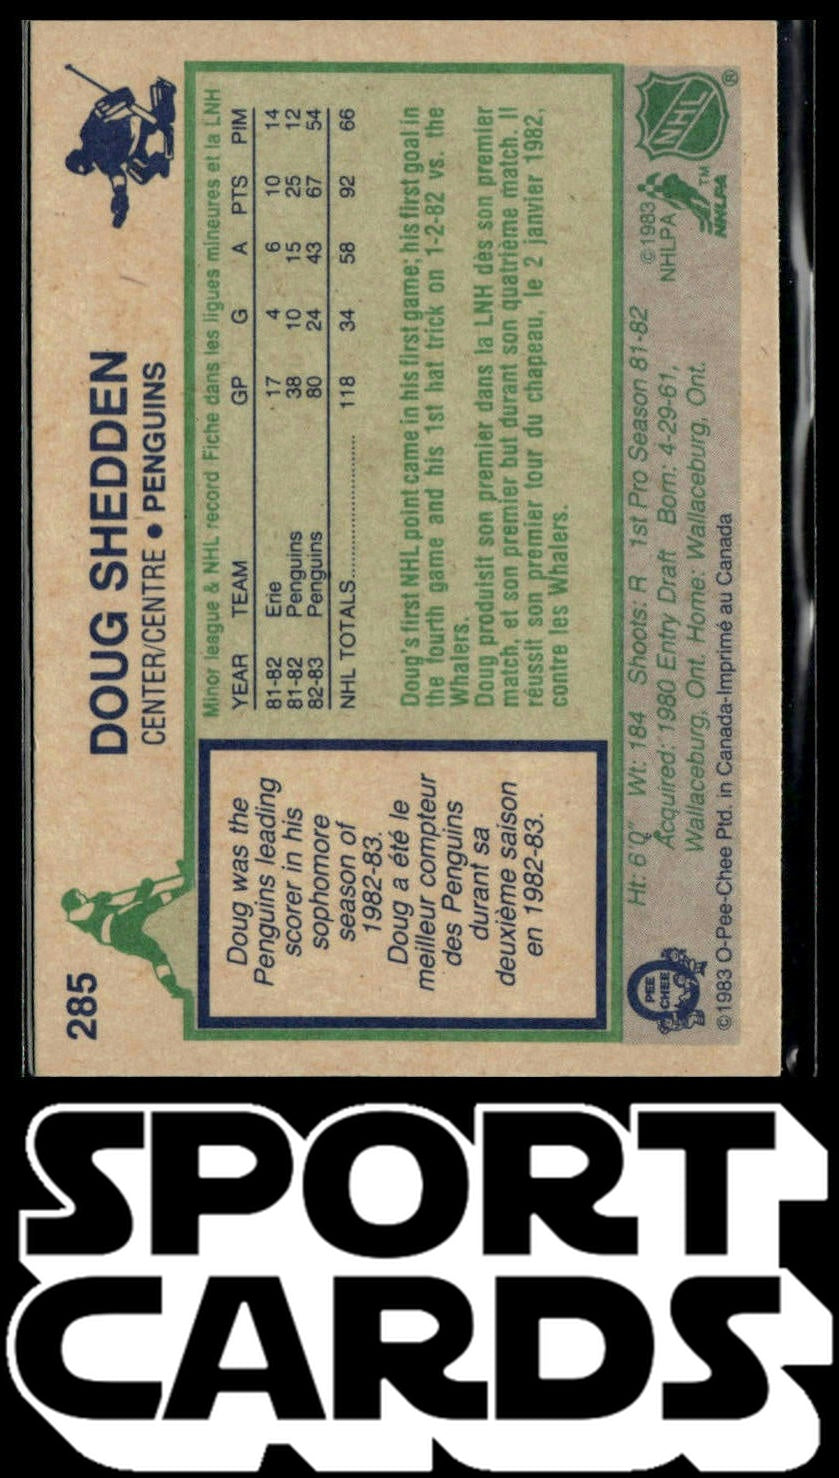 285
DOUG SHEDDEN
CENTER/CENTRE • PENGUINS
Doug was the
Penguins leading
scorer in his
sophomore
season of
1982-83.
Doug a été le
meilleur compteur
des Penguins
durant sa
deuxième saison
en 1982-83.
Minor league & NHL record Fiche dans les ligues mineures et la LNH
YEAR TEAM GP G A PTS PIM
81-82 Erie 17 4 6 10 14
81-82 Penguins 38 10 15 25 12
82-83 Penguins 80 24 43 67 54
NHL TOTALS.................... 118 34 58 92 66
Doug's first NHL point came in his first game; his first goal in
the fourth game and his 1st hat trick on 1-2-82 vs. the
Whalers.
Doug produisit son premier dans la LNH dès son premier
match, et son premier but durant son quatrième match. Il
réussit son premier tour du chapeau, le 2 janvier 1982,
contre les Whalers.
Ht: 6'0" Wt: 184 Shoots: R 1st Pro Season 81-82
Acquired: 1980 Entry Draft Born: 4-29-61,
Wallaceburg, Ont. Home: Wallaceburg, Ont.
©1983
NHLPA
NHLPA
TM
NHL
®
O
PEE
CHEE
©1983 O-Pee-Chee Ptd. in Canada-Imprimé au Canada
SPORT
CARDS